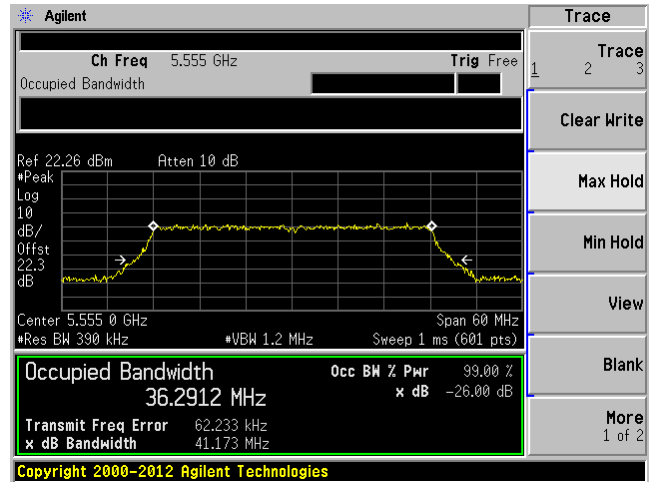 Agilent
Trace
Ch Freq 5.555 GHz Trig Free
Occupied Bandwidth
Trace
1 2 3
Clear Write
Max Hold
Min Hold
View
Blank
More
1 of 2
Ref 22.26 dBm Atten 10 dB
#Peak
Log
10
dB/
Offst
22.3
dB
Center 5.555 0 GHz Span 60 MHz
#Res BW 390 kHz #VBW 1.2 MHz Sweep 1 ms (601 pts)
Occupied Bandwidth Occ BW % Pwr 99.00 %
36.2912 MHz x dB -26.00 dB
Transmit Freq Error 62.233 kHz
x dB Bandwidth 41.173 MHz
Copyright 2000-2012 Agilent Technologies